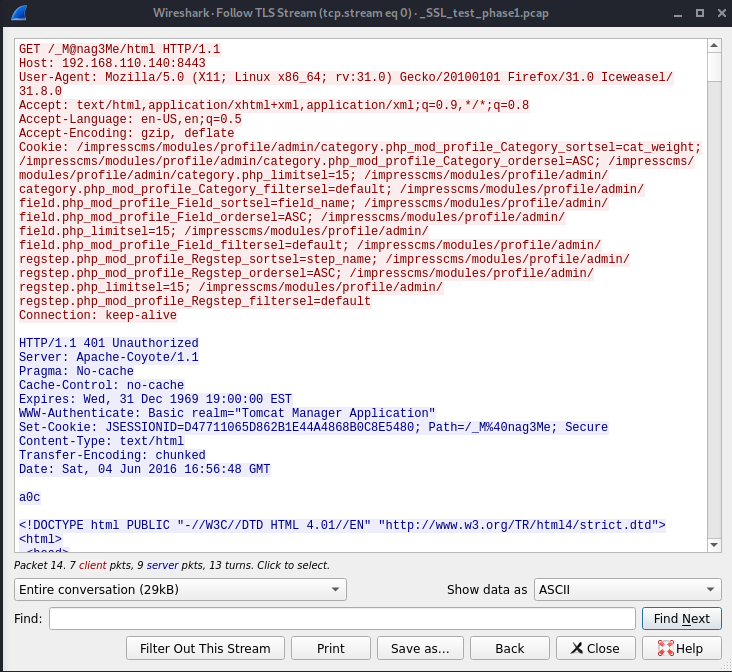 Wireshark · Follow TLS Stream (tcp.stream eq 0) · _SSL_test_phase1.pcap
GET /_M@nag3Me/html HTTP/1.1
Host: 192.168.110.140:8443
User-Agent: Mozilla/5.0 (X11; Linux x86_64; rv:31.0) Gecko/20100101 Firefox/31.0 Iceweasel/
31.8.0
Accept: text/html,application/xhtml+xml,application/xml;q=0.9,*/*;q=0.8
Accept-Language: en-US,en;q=0.5
Accept-Encoding: gzip, deflate
Cookie: /impresscms/modules/profile/admin/category.php_mod_profile_Category_sortsel=cat_weight;
/impresscms/modules/profile/admin/category.php_mod_profile_Category_ordersel=ASC; /impresscms/
modules/profile/admin/category.php_limitsel=15; /impresscms/modules/profile/admin/
category.php_mod_profile_Category_filtersel=default; /impresscms/modules/profile/admin/
field.php_mod_profile_Field_sortsel=field_name; /impresscms/modules/profile/admin/
field.php_mod_profile_Field_ordersel=ASC; /impresscms/modules/profile/admin/
field.php_limitsel=15; /impresscms/modules/profile/admin/
field.php_mod_profile_Field_filtersel=default; /impresscms/modules/profile/admin/
regstep.php_mod_profile_Regstep_sortsel=step_name; /impresscms/modules/profile/admin/
regstep.php_mod_profile_Regstep_ordersel=ASC; /impresscms/modules/profile/admin/
regstep.php_limitsel=15; /impresscms/modules/profile/admin/
regstep.php_mod_profile_Regstep_filtersel=default
Connection: keep-alive
HTTP/1.1 401 Unauthorized
Server: Apache-Coyote/1.1
Pragma: No-cache
Cache-Control: no-cache
Expires: Wed, 31 Dec 1969 19:00:00 EST
WWW-Authenticate: Basic realm="Tomcat Manager Application"
Set-Cookie: JSESSIONID=D47711065D862B1E44A4868B0C8E5480; Path=/_M%40nag3Me; Secure
Content-Type: text/html
Transfer-Encoding: chunked
Date: Sat, 04 Jun 2016 16:56:48 GMT
a0c
<!DOCTYPE html PUBLIC "-//W3C//DTD HTML 4.01//EN" "http://www.w3.org/TR/html4/strict.dtd">
<html>
<head>
Packet 14. 7 client pkts, 9 server pkts, 13 turns. Click to select.
Entire conversation (29kB) Show data as ASCII
Find: Find Next
Filter Out This Stream Print Save as... Back Close Help